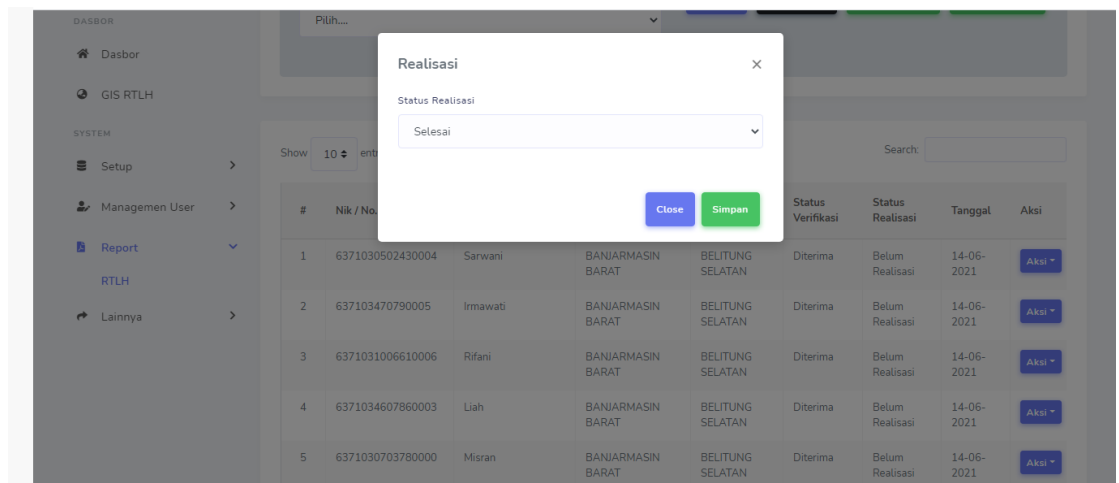 DASBOR
Dasbor
GIS RTLH
SYSTEM
Setup
Managemen User
Report
RTLH
Lainnya
Pilih....
Realisasi
×
Status Realisasi
Selesai
Close
Simpan
Show 10 entr
Search:
# Nik / No. Status Verifikasi Status Realisasi Tanggal Aksi
1 6371030502430004 Sarwani BANJARMASIN BARAT BELITUNG SELATAN Diterima Belum Realisasi 14-06-2021 Aksi
2 637103470790005 Irmawati BANJARMASIN BARAT BELITUNG SELATAN Diterima Belum Realisasi 14-06-2021 Aksi
3 6371031006610006 Rifani BANJARMASIN BARAT BELITUNG SELATAN Diterima Belum Realisasi 14-06-2021 Aksi
4 6371034607860003 Liah BANJARMASIN BARAT BELITUNG SELATAN Diterima Belum Realisasi 14-06-2021 Aksi
5 6371030703780000 Misran BANJARMASIN BARAT BELITUNG SELATAN Diterima Belum Realisasi 14-06-2021 Aksi